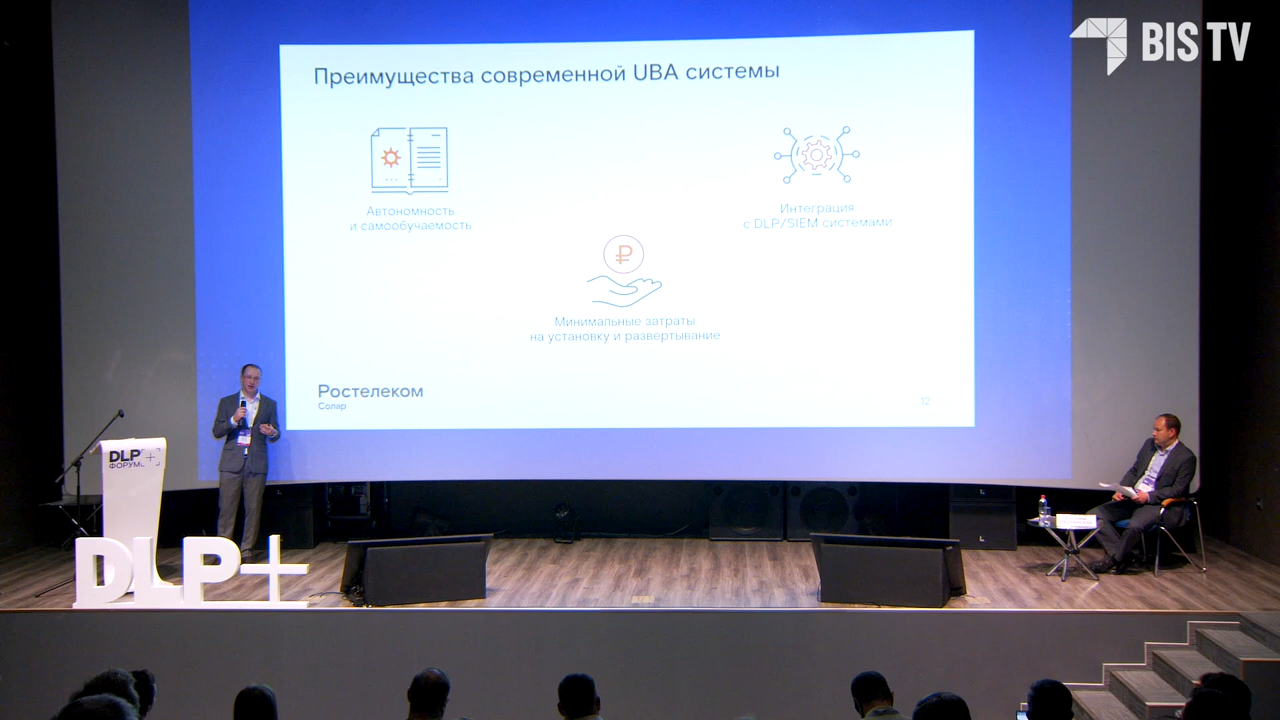 BIS TV
Преимущества современной UBA системы
Автономность
и самообучаемость
Интеграция
с DLP/SIEM системами
₽
Минимальные затраты
на установку и развертывание
Ростелеком
Солар
12
DLP+
ФОРУМ
DLP+